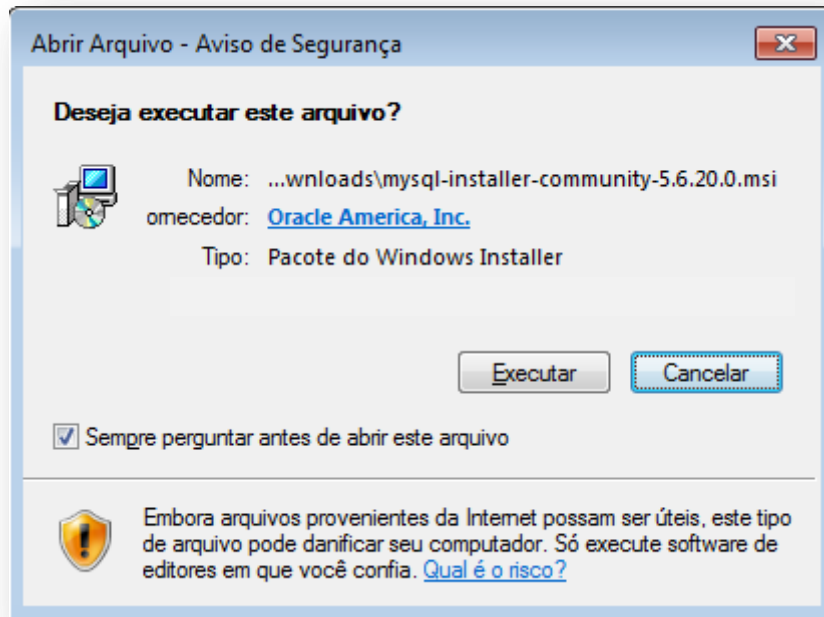 Abrir Arquivo - Aviso de Segurança
Deseja executar este arquivo?
Nome: ...wnloads\mysql-installer-community-5.6.20.0.msi
omecedor: Oracle America, Inc.
Tipo: Pacote do Windows Installer
Executar Cancelar
Sempre perguntar antes de abrir este arquivo
Embora arquivos provenientes da Internet possam ser úteis, este tipo
de arquivo pode danificar seu computador. Só execute software de
editores em que você confia. Qual é o risco?